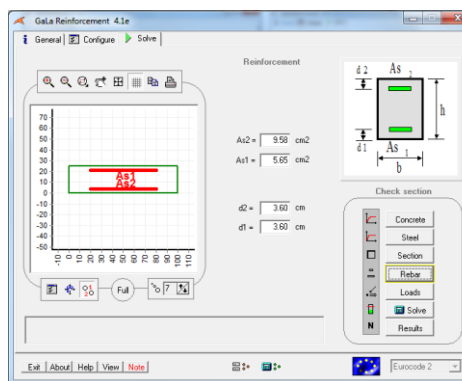 GaLa Reinforcement 4.1e
General
Configure
Solve
Reinforcement
As2 = 9.58 cm2
As1 = 5.65 cm2
d2 = 3.60 cm
d1 = 3.60 cm
70
60
50
40
30
20
10
0
-10
-20
-30
-40
-50
As1
As2
-10
0
10
20
30
40
50
60
70
80
90
100
110
Full
7
d 2
As 2
h
d1
As 1
b
Check section
Concrete
Steel
Section
Rebar
Loads
Solve
N
Results
Exit
About
Help
View
Note
Eurocode 2